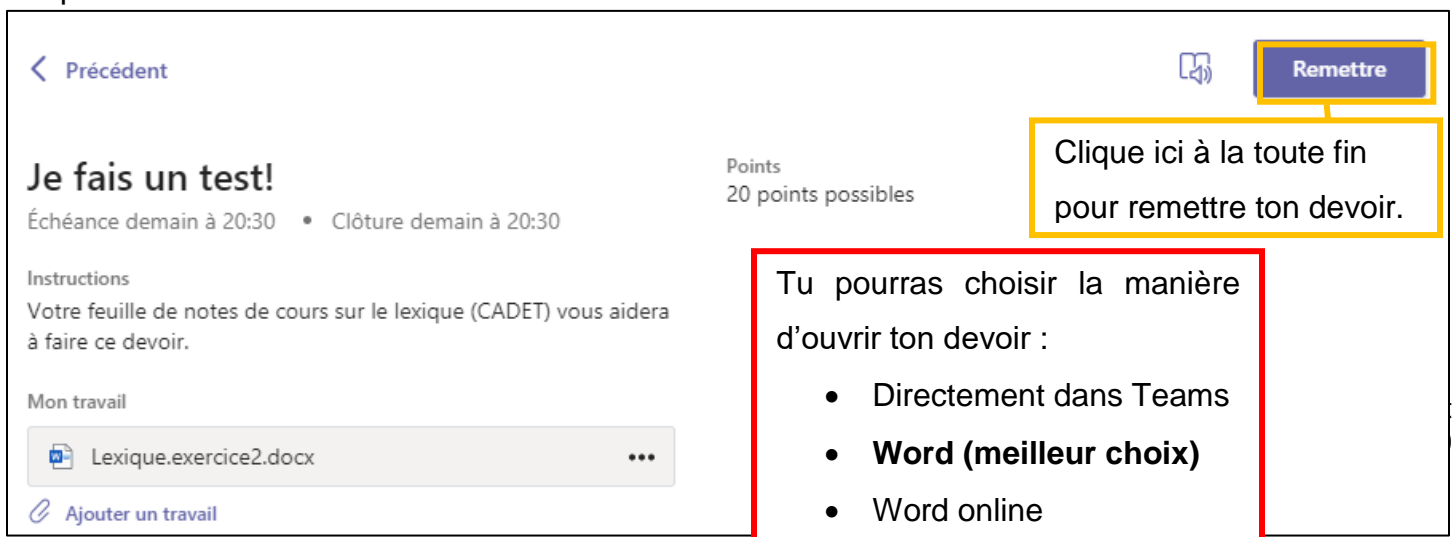 Précédent
Remettre
Clique ici à la toute fin
pour remettre ton devoir.
Je fais un test!
Échéance demain à 20:30 • Clôture demain à 20:30
Points
20 points possibles
Instructions
Votre feuille de notes de cours sur le lexique (CADET) vous aidera
à faire ce devoir.
Tu pourras choisir la manière
d'ouvrir ton devoir :
• Directement dans Teams
• Word (meilleur choix)
• Word online
Mon travail
Lexique.exercice2.docx
Ajouter un travail